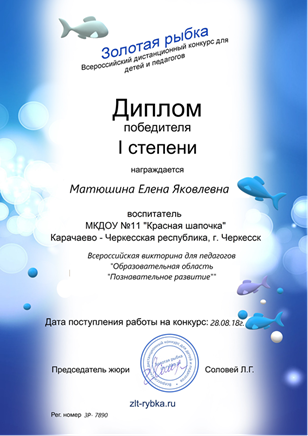 Золотая рыбка
Всероссийский дистанционный конкурс для
детей и педагогов
Диплом
победителя
I степени
награждается
Матюшина Елена Яковлевна
воспитатель
МКДОУ №11 "Красная шапочка"
Карачаево - Черкесская республика, г. Черкесск
Всероссийская викторина для педагогов
"Образовательная область
"Познавательное развитие""
Дата поступления работы на конкурс: 28.08.18г.
Председатель жюри Соловей Л.Г.
zlt-rybka.ru
Рег. номер ЗР- 7890